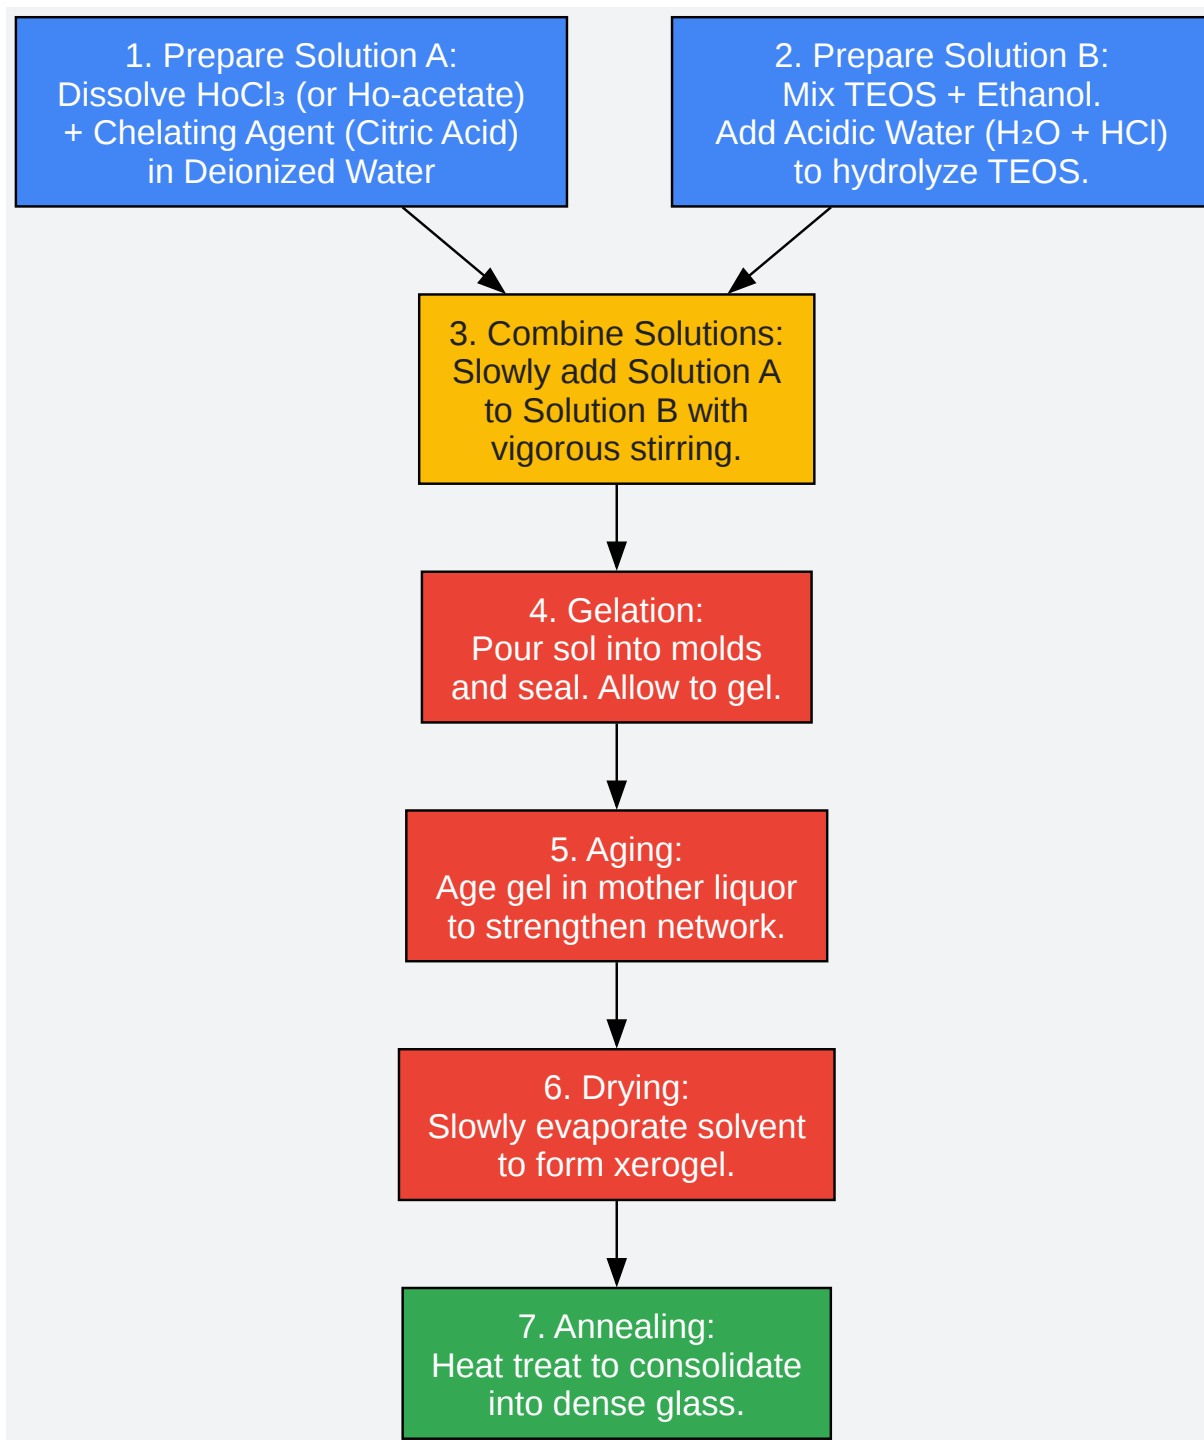 1. Prepare Solution A:
Dissolve HoCl₃ (or Ho-acetate)
+ Chelating Agent (Citric Acid)
in Deionized Water
2. Prepare Solution B:
Mix TEOS + Ethanol.
Add Acidic Water (H₂O + HCl)
to hydrolyze TEOS.
3. Combine Solutions:
Slowly add Solution A
to Solution B with
vigorous stirring.
4. Gelation:
Pour sol into molds
and seal. Allow to gel.
5. Aging:
Age gel in mother liquor
to strengthen network.
6. Drying:
Slowly evaporate solvent
to form xerogel.
7. Annealing:
Heat treat to consolidate
into dense glass.